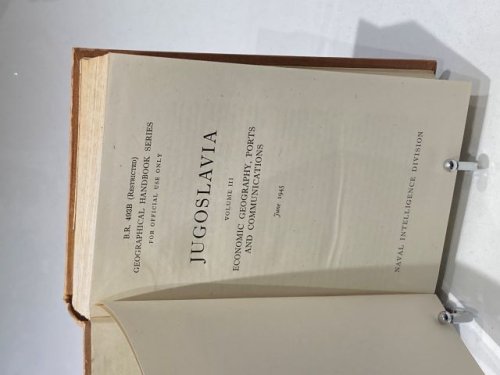 B.R. 493B (Restricted)
GEOGRAPHICAL HANDBOOK SERIES
FOR OFFICIAL USE ONLY
JUGOSLAVIA
VOLUME III
ECONOMIC GEOGRAPHY, PORTS
AND COMMUNICATIONS
June 1945
NAVAL INTELLIGENCE DIVISION